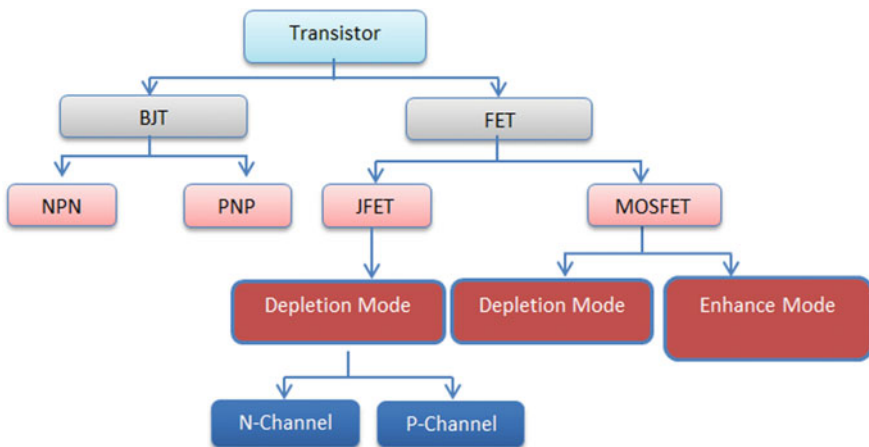 Transistor
BJT
FET
NPN
PNP
JFET
MOSFET
Depletion Mode
Depletion Mode
Enhance Mode
N-Channel
P-Channel